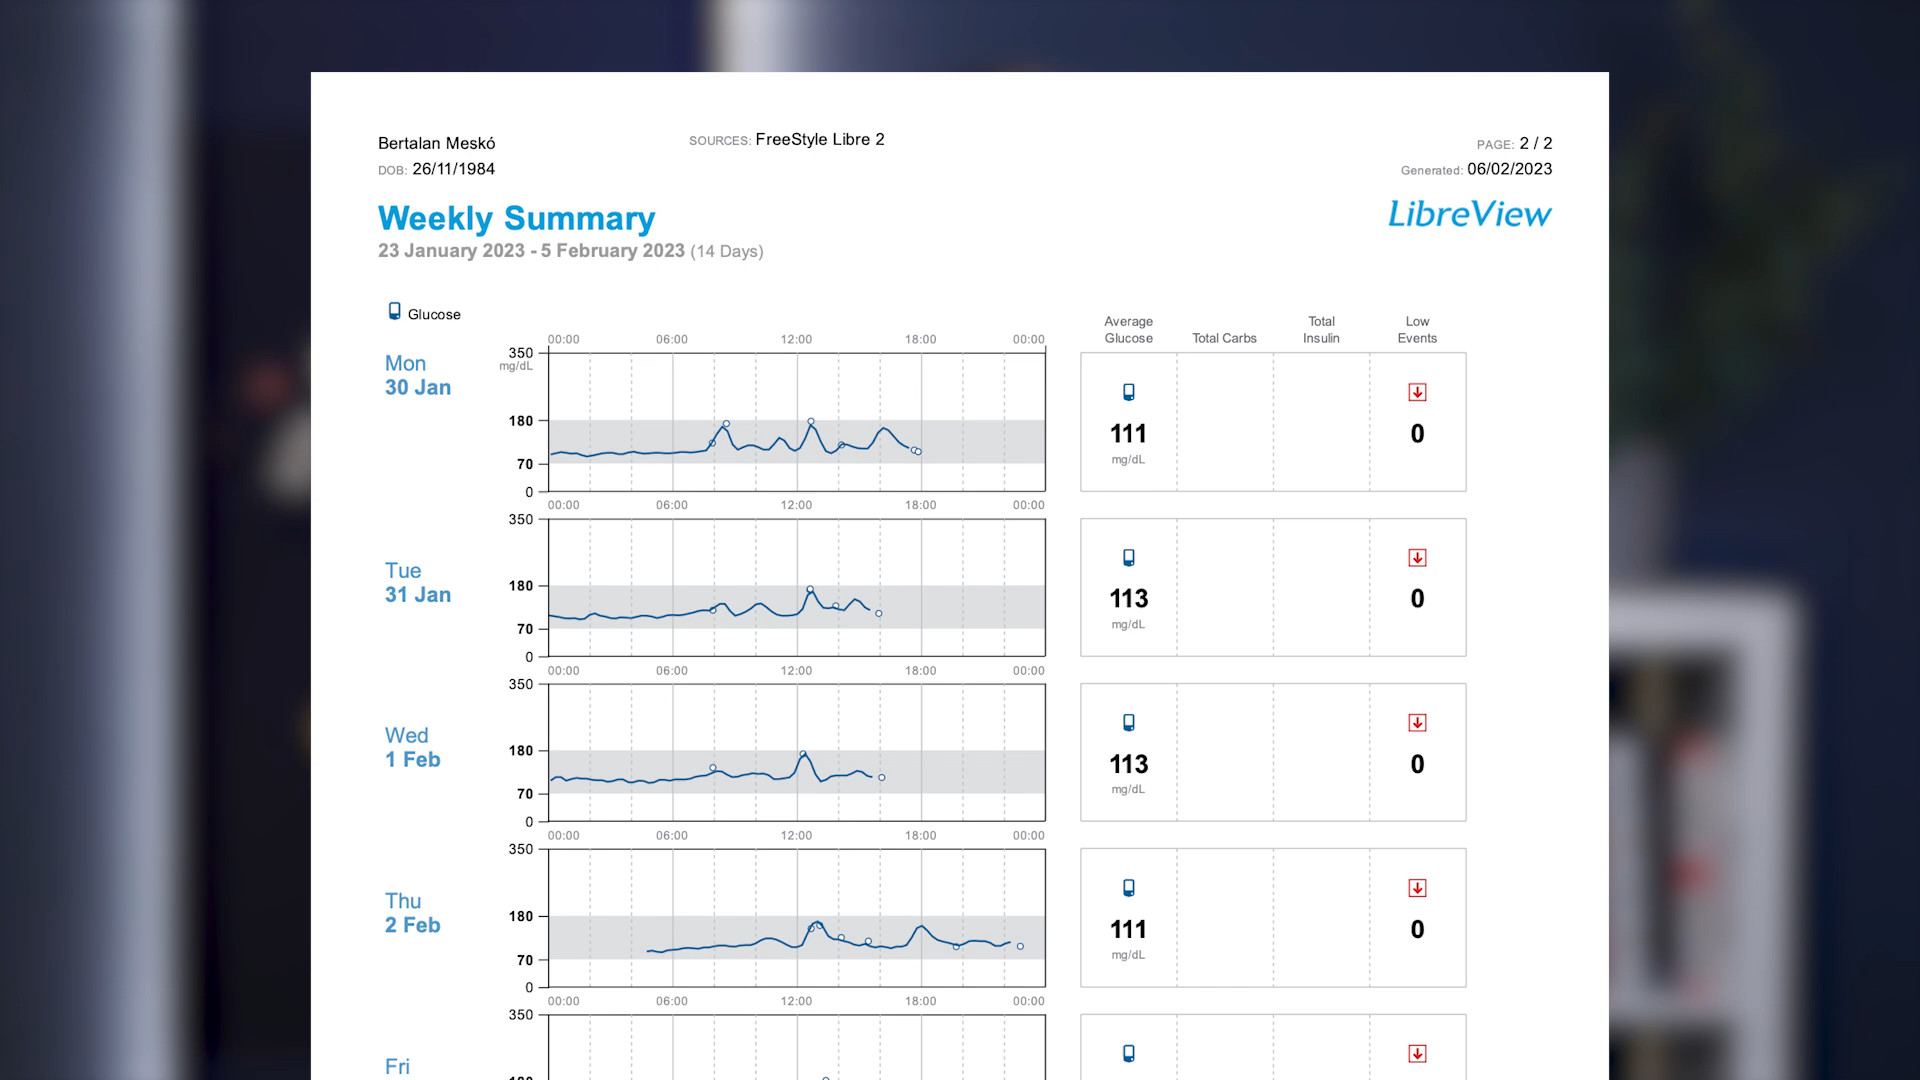 Bertalan Meskó
SOURCES: FreeStyle Libre 2
PAGE: 2 / 2
DOB: 26/11/1984
Generated: 06/02/2023
Weekly Summary
LibreView
23 January 2023 - 5 February 2023 (14 Days)
Glucose
Average Glucose
Total Carbs
Total Insulin
Low Events
00:00 06:00 12:00 18:00 00:00
Mon
30 Jan
350
mg/dL
180
70
0
111
mg/dL
0
00:00 06:00 12:00 18:00 00:00
Tue
31 Jan
350
180
70
0
113
mg/dL
0
00:00 06:00 12:00 18:00 00:00
Wed
1 Feb
350
180
70
0
113
mg/dL
0
00:00 06:00 12:00 18:00 00:00
Thu
2 Feb
350
180
70
0
111
mg/dL
0
00:00 06:00 12:00 18:00 00:00
350
Fri
180